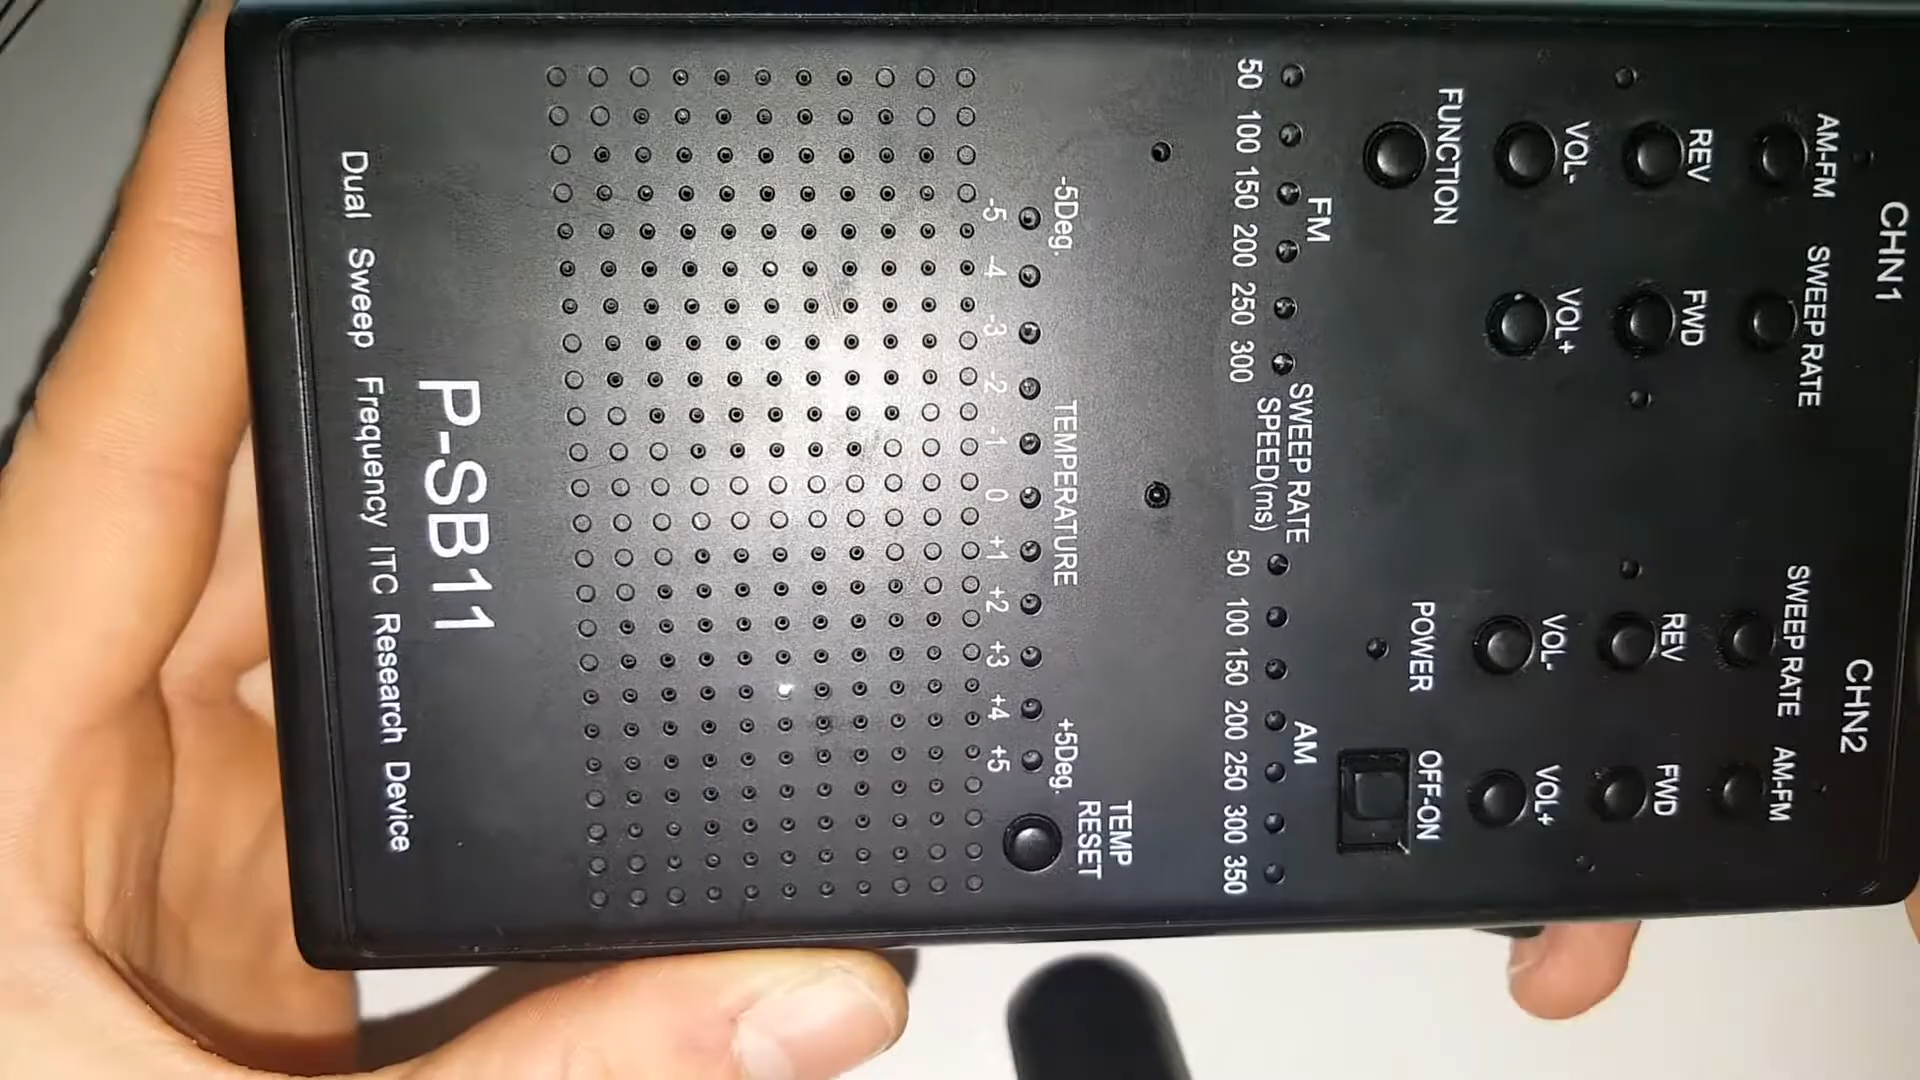 CHN1
CHN2
AM-FM
SWEEP RATE
SWEEP RATE
AM-FM
REV
FWD
REV
FWD
VOL-
VOL+
VOL-
VOL+
FUNCTION
POWER
OFF-ON
FM
SWEEP RATE
SPEED(ms)
AM
50 100 150 200 250 300
50 100 150 200 250 300 350
-5Deg.
TEMPERATURE
+5Deg.
TEMP
RESET
-5 -4 -3 -2 -1 0 +1 +2 +3 +4 +5
P-SB11
Dual Sweep Frequency ITC Research Device